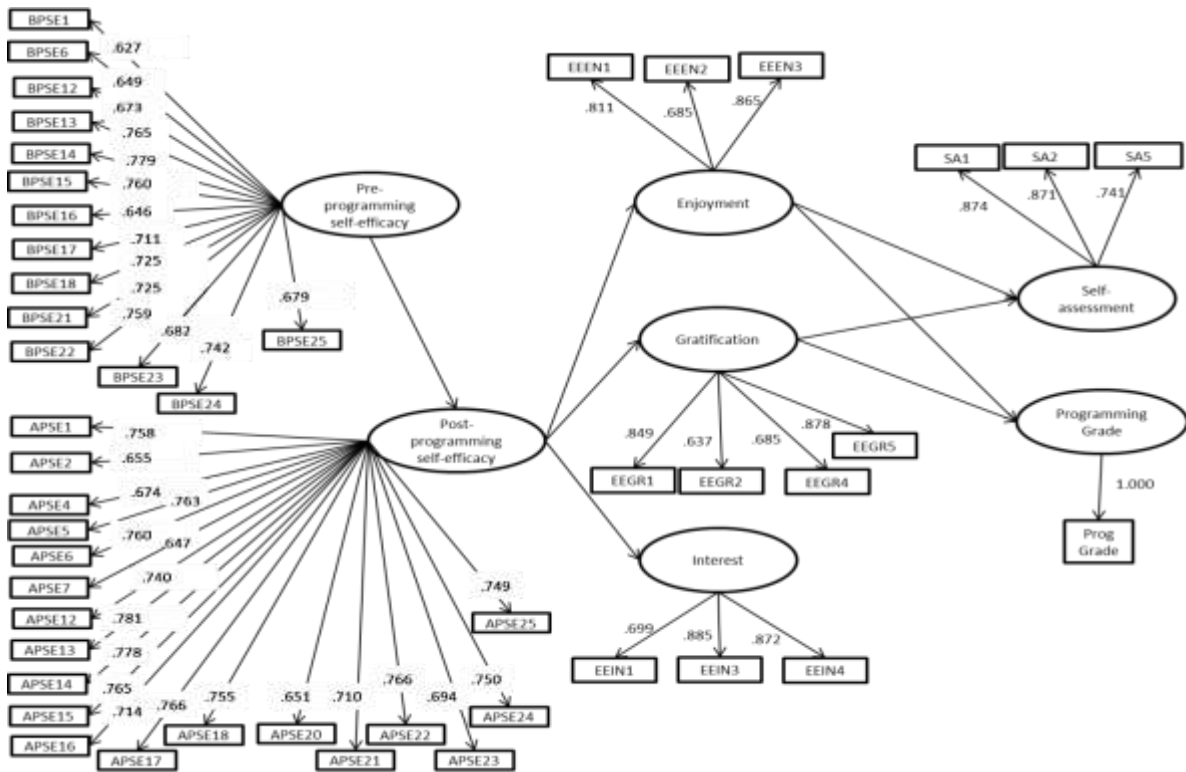 BPSE1
.627
BPSE6
.649
BPSE12
.673
BPSE13
.765
BPSE14
.779
BPSE15
.760
BPSE16
.646
BPSE17
.711
BPSE18
.725
BPSE21
.725
BPSE22
.759
BPSE23
.682
BPSE24
.742
BPSE25
.679
Pre-
programming
self-efficacy
APSE1
.758
APSE2
.655
APSE4
.674
APSE5
.763
APSE6
.760
APSE7
.647
APSE12
.740
APSE13
.781
APSE14
.778
APSE15
.765
APSE16
.714
APSE17
.766
APSE18
.755
APSE20
.651
APSE21
.710
APSE22
.766
APSE23
.694
APSE24
.750
APSE25
.749
Post-
programming
self-efficacy
EEEN1
EEEN2
EEEN3
.811
.685
.865
Enjoyment
Gratification
.849
.637
.685
.878
EEGR1
EEGR2
EEGR4
EEGR5
Interest
.699
.885
.872
EEIN1
EEIN3
EEIN4
SA1
SA2
SA5
.874
.871
.741
Self-
assessment
Programming
Grade
1.000
Prog
Grade